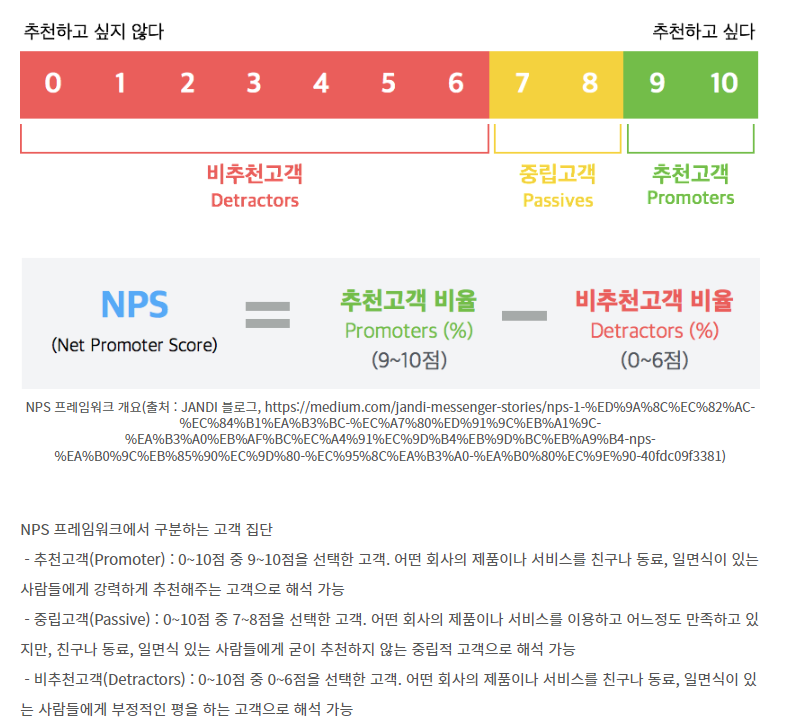 추천하고 싶지 않다 추천하고 싶다
0 1 2 3 4 5 6 7 8 9 10
비추천고객 중립고객 추천고객
Detractors Passives Promoters
NPS = 추천고객 비율 - 비추천고객 비율
Promoters (%) Detractors (%)
(Net Promoter Score) (9~10점) (0~6점)
NPS 프레임워크 개요(출처 : JANDI 블로그, https://medium.com/jandi-messenger-stories/nps-1-%ED%9A%8C%EC%82%AC-
%EC%84%B1%EA%B3%BC-%EC%A7%80%ED%91%9C%EB%A1%9C-
%EA%B3%A0%EB%AF%BC%EC%A4%91%EC%9D%B4%EB%9D%BC%EB%A9%B4-nps-
%EA%B0%9C%EB%85%90%EC%9D%80-%EC%95%8C%EA%B3%A0-%EA%B0%80%EC%9E%90-40fdc09f3381)
NPS 프레임워크에서 구분하는 고객 집단
- 추천고객(Promoter) : 0~10점 중 9~10점을 선택한 고객. 어떤 회사의 제품이나 서비스를 친구나 동료, 일면식이 있는
사람들에게 강력하게 추천해주는 고객으로 해석 가능
- 중립고객(Passive) : 0~10점 중 7~8점을 선택한 고객. 어떤 회사의 제품이나 서비스를 이용하고 어느정도 만족하고 있
지만, 친구나 동료, 일면식 있는 사람들에게 굳이 추천하지 않는 중립적 고객으로 해석 가능
- 비추천고객(Detractors) : 0~10점 중 0~6점을 선택한 고객. 어떤 회사의 제품이나 서비스를 친구나 동료, 일면식이 있
는 사람들에게 부정적인 평을 하는 고객으로 해석 가능